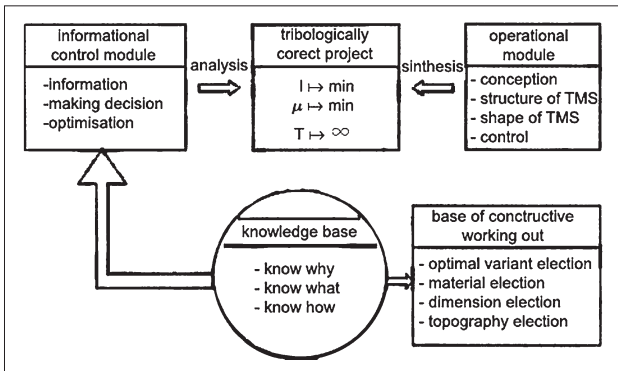 informational
control module
-information
-making decision
-optimisation
analysis
tribologically
corect project
I ↦ min
μ ↦ min
T ↦ ∞
sinthesis
operational
module
- conception
- structure of TMS
- shape of TMS
- control
knowledge base
- know why
- know what
- know how
base of conctructive
working out
- optimal variant election
- material election
- dimension election
- topography election